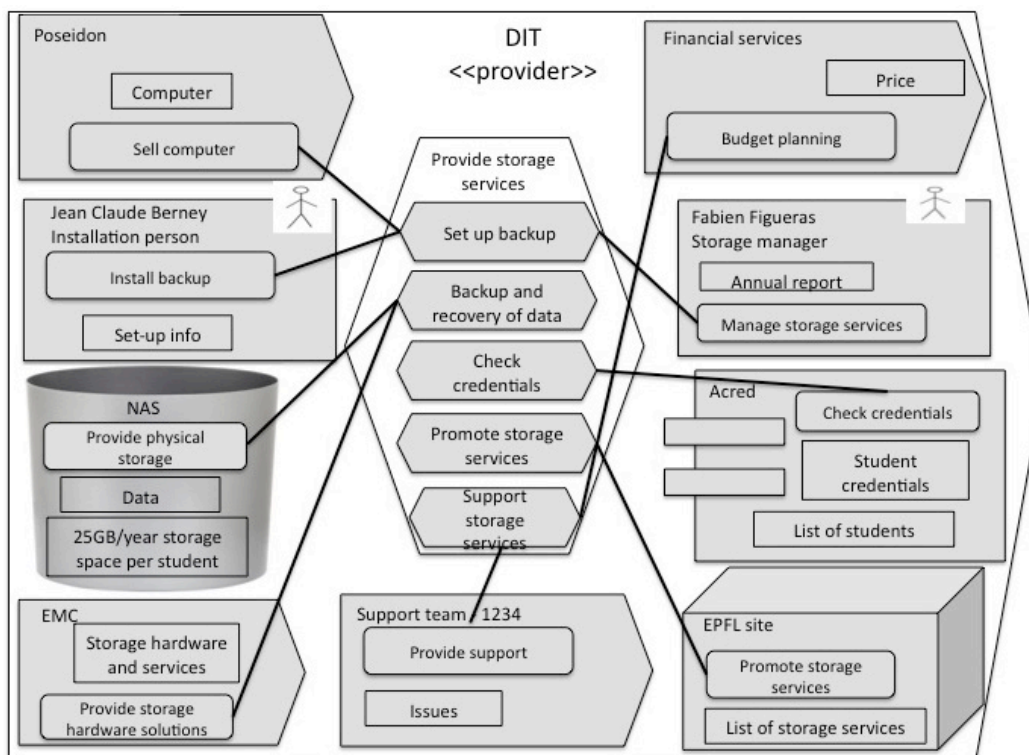 Poseidon
Computer
Sell computer
DIT
<<provider>>
Financial services
Price
Budget planning
Jean Claude Berney
Installation person
Install backup
Set-up info
Provide storage
services
Set up backup
Backup and
recovery of data
Check
credentials
Promote storage
services
Support
storage
services
Fabien Figueras
Storage manager
Annual report
Manage storage services
NAS
Provide physical
storage
Data
25GB/year storage
space per student
Acred
Check credentials
Student
credentials
List of students
EMC
Storage hardware
and services
Provide storage
hardware solutions
Support team - 1234
Provide support
Issues
EPFL site
Promote storage
services
List of storage services